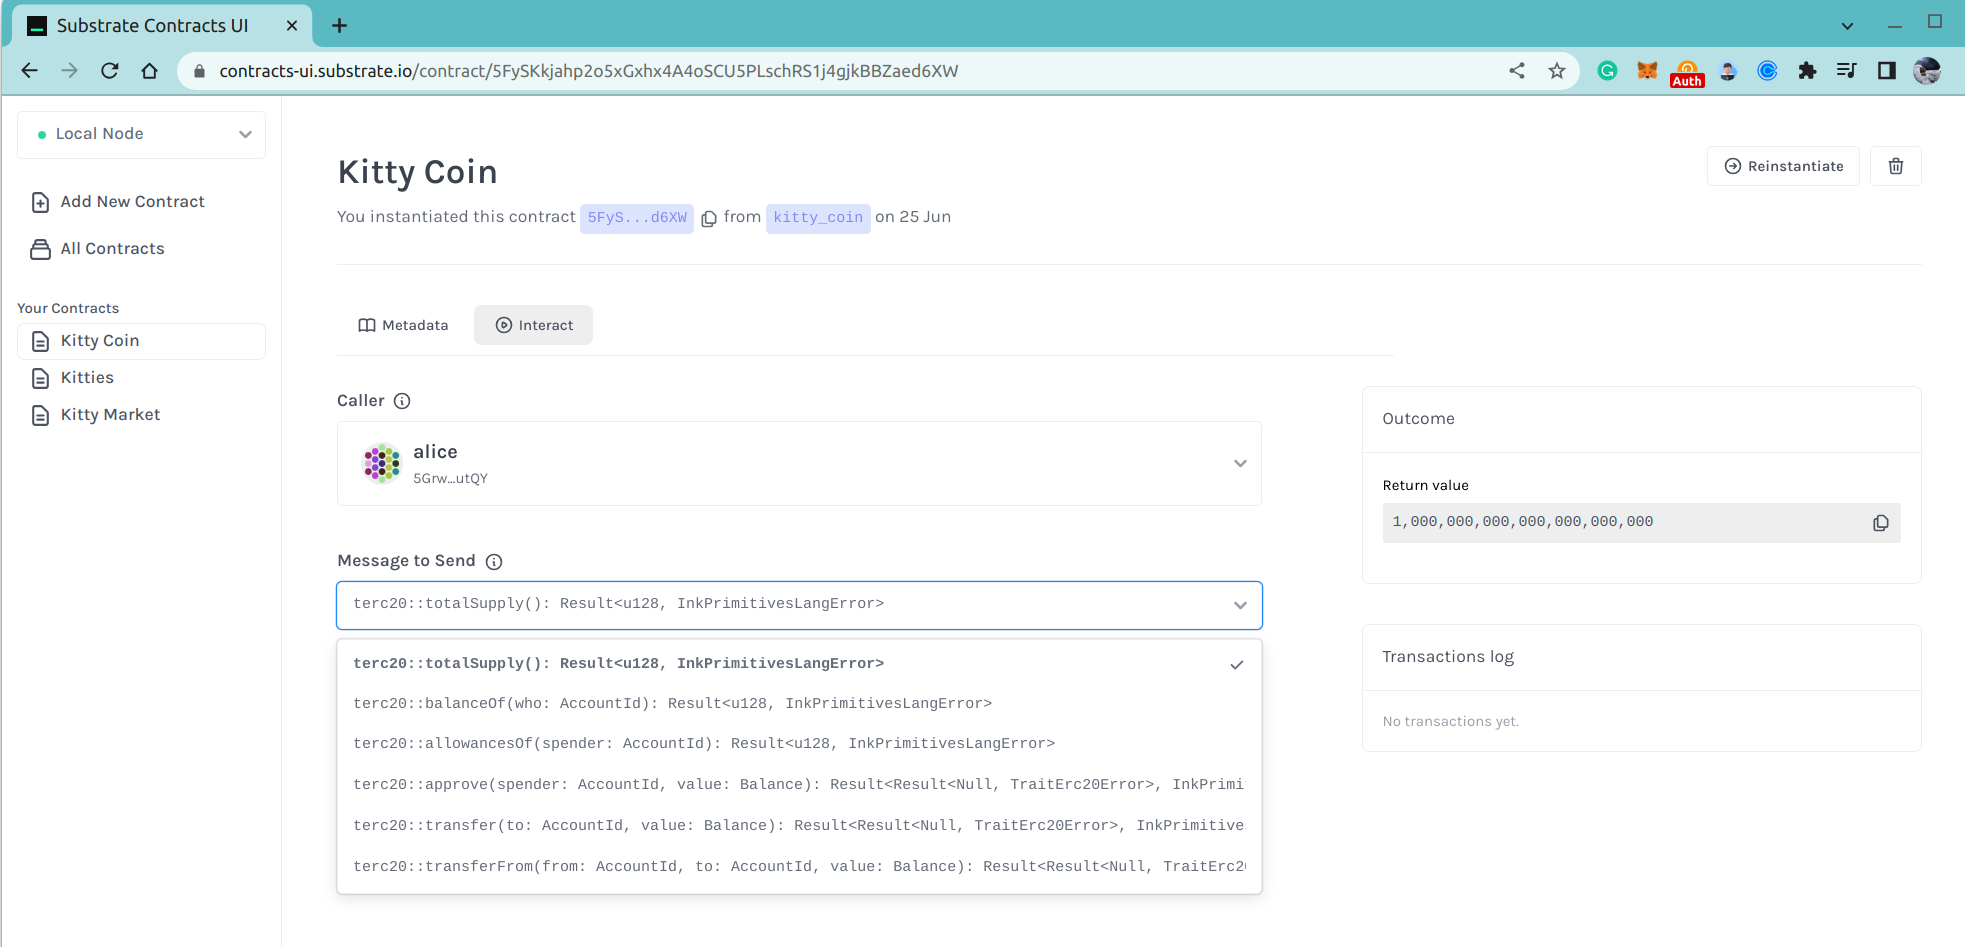 Substrate Contracts UI
contracts-ui.substrate.io/contract/5FySKkjahp2o5xGxhx4A4oSCU5PLschRS1j4gjkBBZaed6XW
Auth
Local Node
Add New Contract
All Contracts
Your Contracts
Kitty Coin
Kitties
Kitty Market
Kitty Coin
You instantiated this contract 5FyS...d6XW from kitty_coin on 25 Jun
Reinstantiate
Metadata
Interact
Caller
alice
5Grw...utQY
Message to Send
terc20::totalSupply(): Result<u128, InkPrimitivesLangError>
terc20::totalSupply(): Result<u128, InkPrimitivesLangError>
terc20::balanceOf(who: AccountId): Result<u128, InkPrimitivesLangError>
terc20::allowancesOf(spender: AccountId): Result<u128, InkPrimitivesLangError>
terc20::approve(spender: AccountId, value: Balance): Result<Result<Null, TraitErc20Error>, InkPrimi
terc20::transfer(to: AccountId, value: Balance): Result<Result<Null, TraitErc20Error>, InkPrimitives
terc20::transferFrom(from: AccountId, to: AccountId, value: Balance): Result<Result<Null, TraitErc20
Outcome
Return value
1,000,000,000,000,000,000,000
Transactions log
No transactions yet.